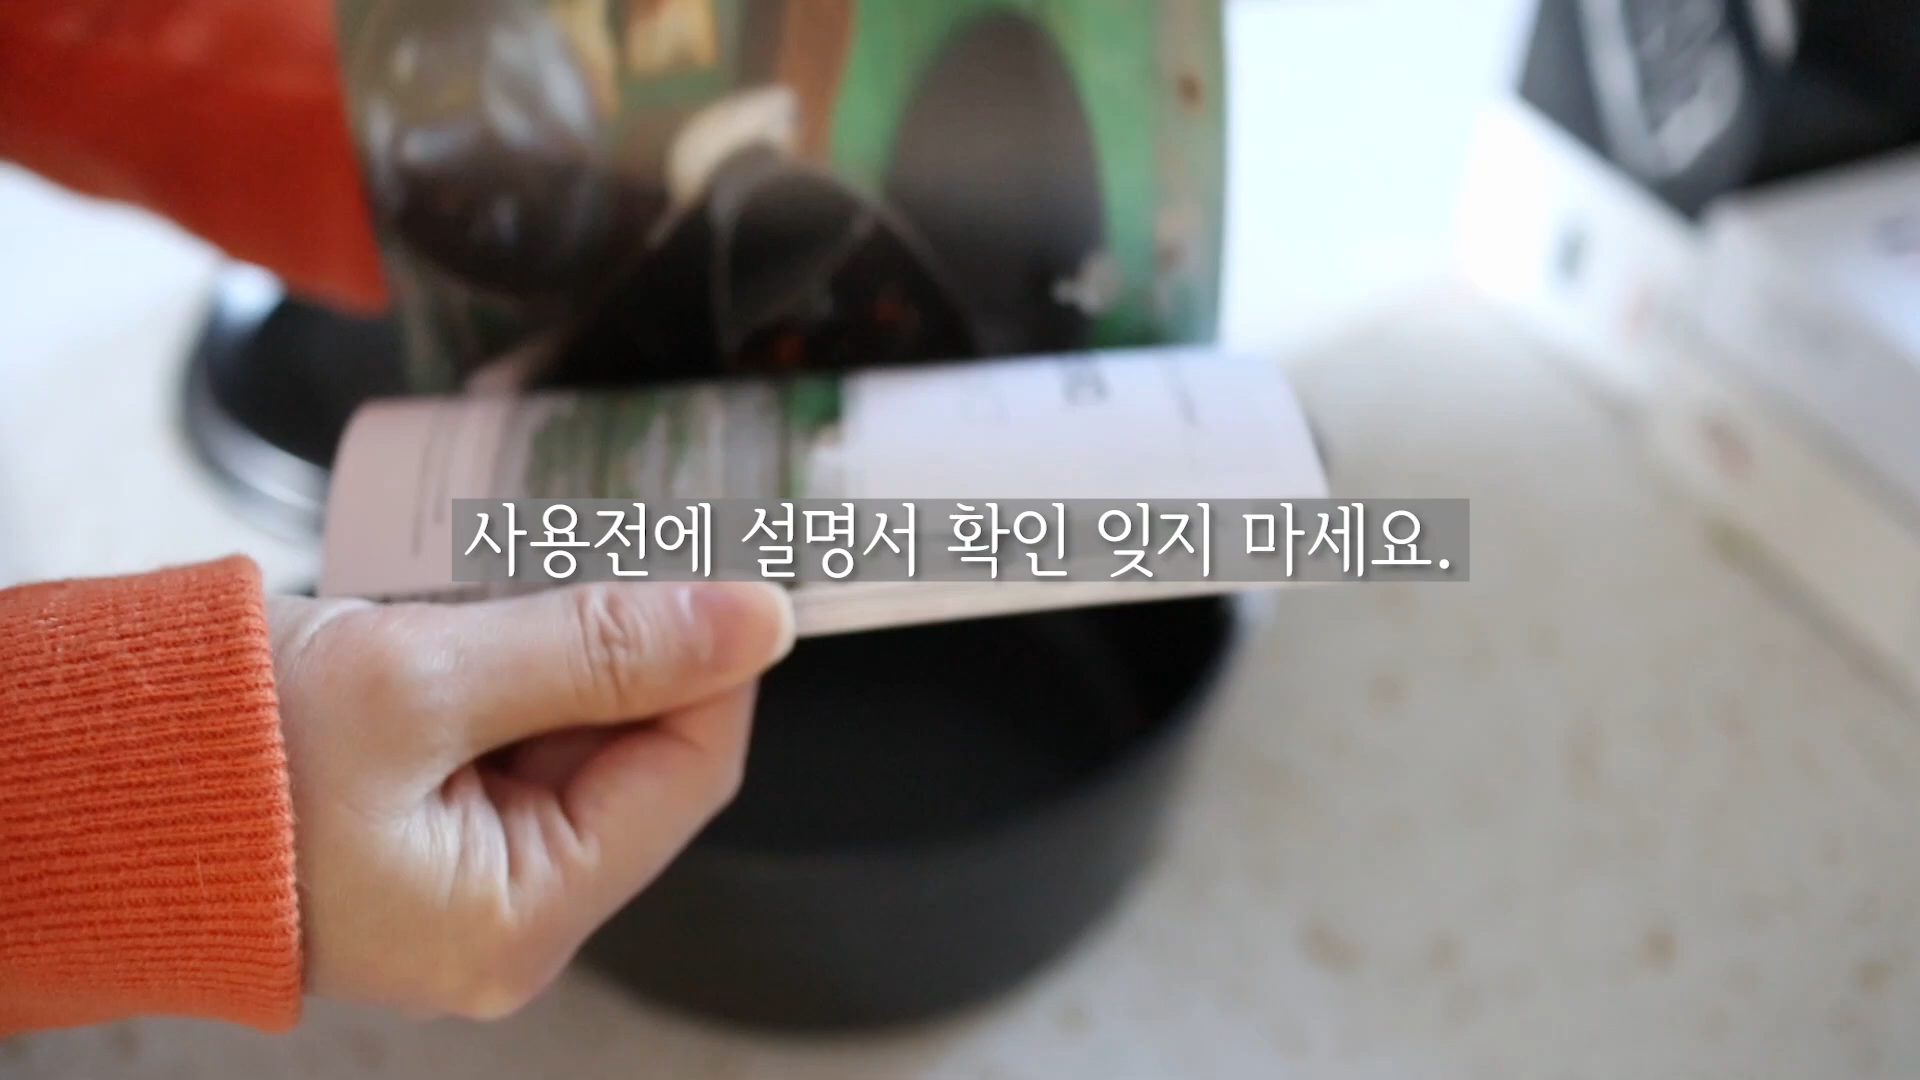 사용전에 설명서 확인 잊지 마세요.